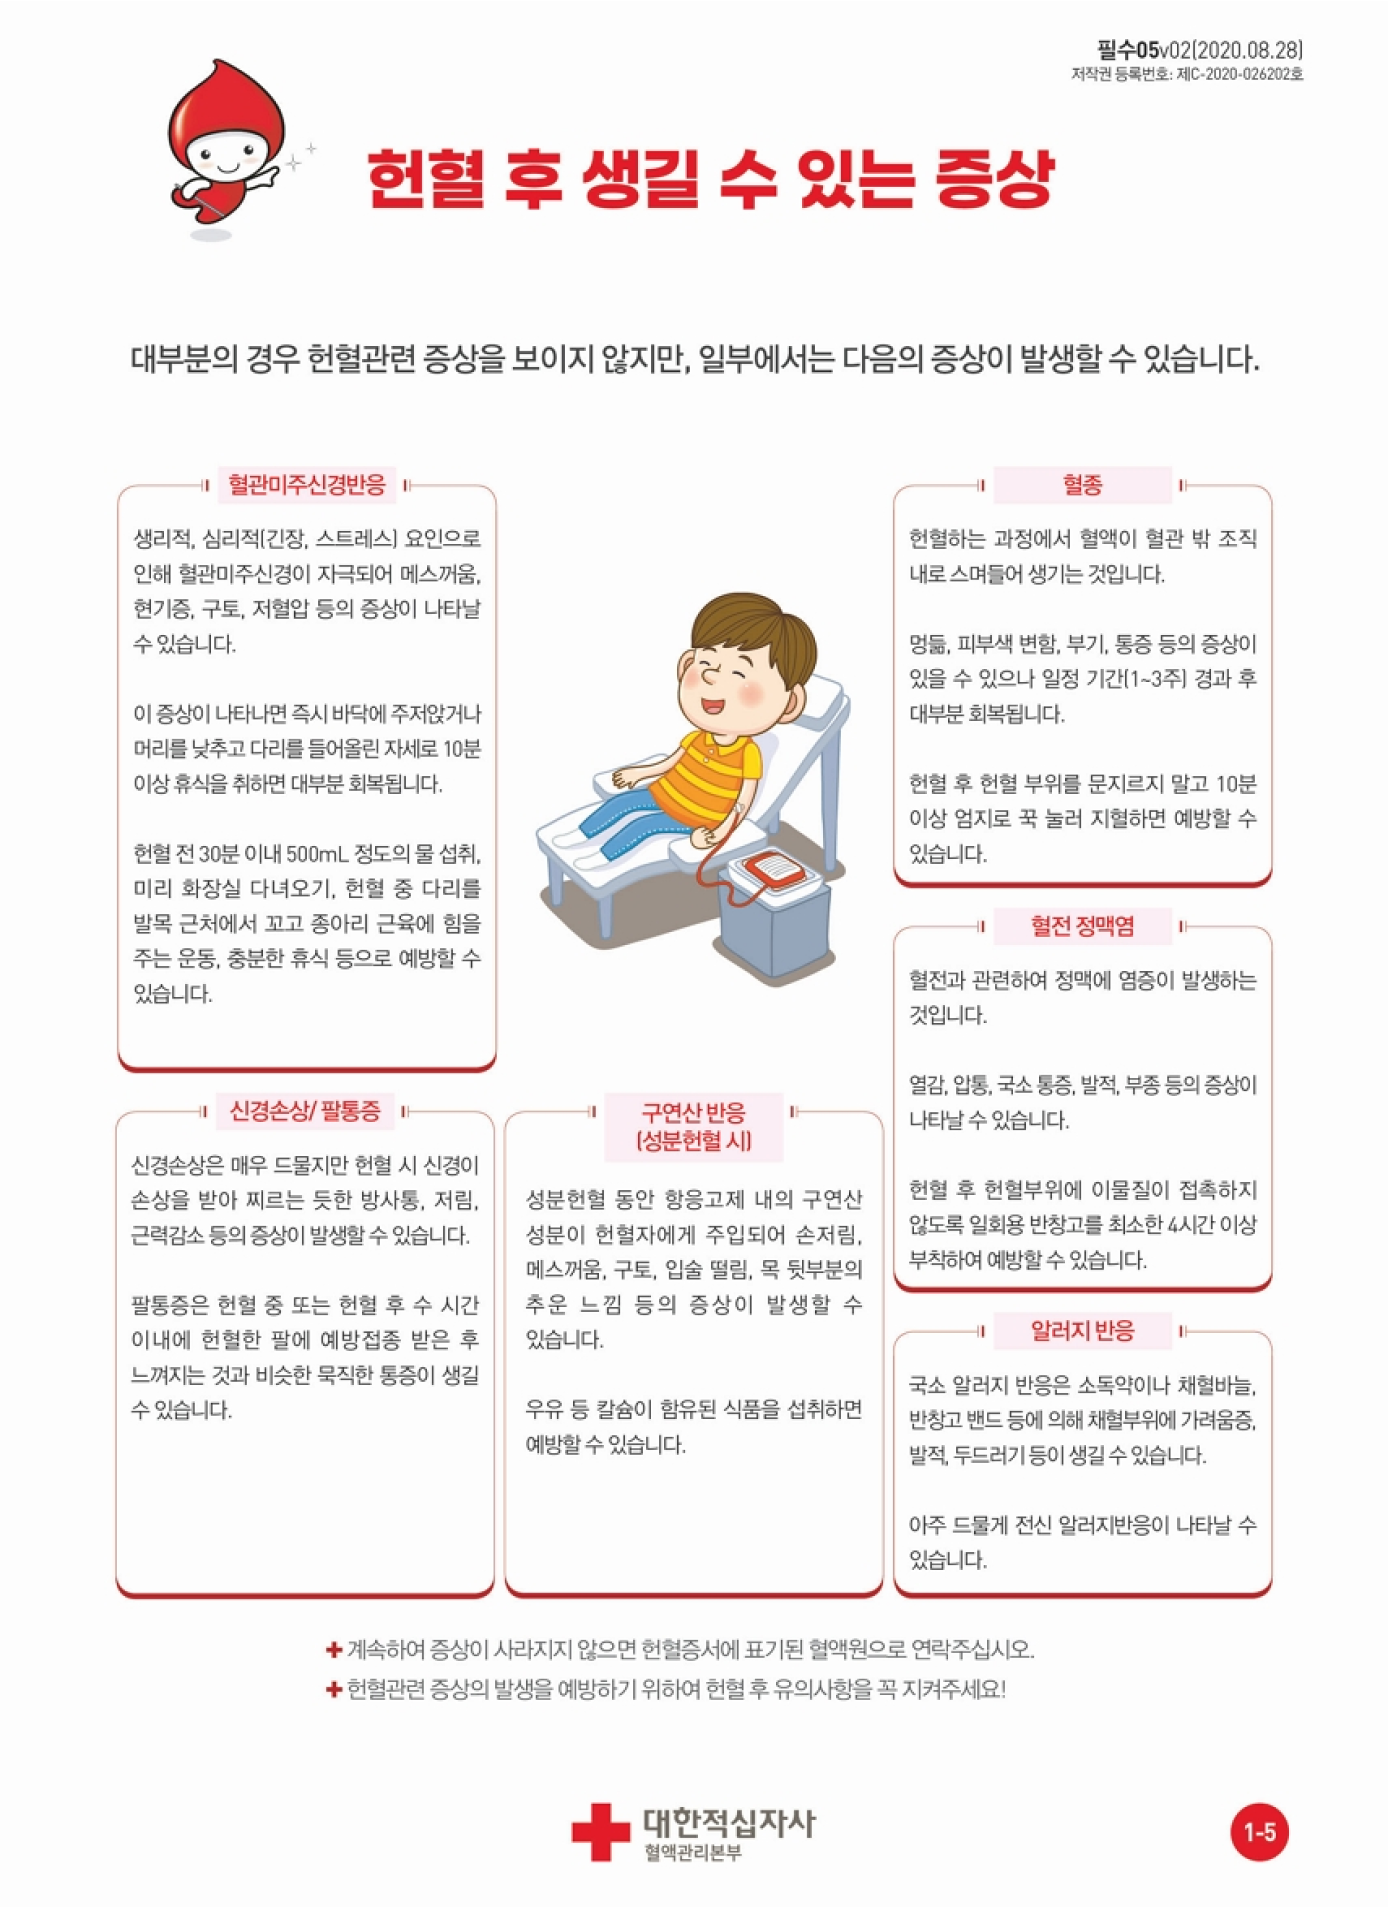 필수05v02(2020.08.28)
저작권 등록번호: 제C-2020-026202호
헌혈 후 생길 수 있는 증상
대부분의 경우 헌혈관련 증상을 보이지 않지만, 일부에서는 다음의 증상이 발생할 수 있습니다.
혈관미주신경반응
생리적, 심리적(긴장, 스트레스) 요인으로
인해 혈관미주신경이 자극되어 메스꺼움,
현기증, 구토, 저혈압 등의 증상이 나타날
수 있습니다.
이 증상이 나타나면 즉시 바닥에 주저앉거나
머리를 낮추고 다리를 들어올린 자세로 10분
이상 휴식을 취하면 대부분 회복됩니다.
헌혈 전 30분 이내 500mL 정도의 물 섭취,
미리 화장실 다녀오기, 헌혈 중 다리를
발목 근처에서 꼬고 종아리 근육에 힘을
주는 운동, 충분한 휴식 등으로 예방할 수
있습니다.
혈종
헌혈하는 과정에서 혈액이 혈관 밖 조직
내로 스며들어 생기는 것입니다.
멍듦, 피부색 변함, 부기, 통증 등의 증상이
있을 수 있으나 일정 기간(1~3주) 경과 후
대부분 회복됩니다.
헌혈 후 헌혈 부위를 문지르지 말고 10분
이상 엄지로 꾹 눌러 지혈하면 예방할 수
있습니다.
혈전 정맥염
혈전과 관련하여 정맥에 염증이 발생하는
것입니다.
열감, 압통, 국소 통증, 발적, 부종 등의 증상이
나타날 수 있습니다.
헌혈 후 헌혈부위에 이물질이 접촉하지
않도록 일회용 반창고를 최소한 4시간 이상
부착하여 예방할 수 있습니다.
신경손상/ 팔통증
신경손상은 매우 드물지만 헌혈 시 신경이
손상을 받아 찌르는 듯한 방사통, 저림,
근력감소 등의 증상이 발생할 수 있습니다.
팔통증은 헌혈 중 또는 헌혈 후 수 시간
이내에 헌혈한 팔에 예방접종 받은 후
느껴지는 것과 비슷한 묵직한 통증이 생길
수 있습니다.
구연산 반응
(성분헌혈 시)
성분헌혈 동안 항응고제 내의 구연산
성분이 헌혈자에게 주입되어 손저림,
메스꺼움, 구토, 입술 떨림, 목 뒷부분의
추운 느낌 등의 증상이 발생할 수
있습니다.
우유 등 칼슘이 함유된 식품을 섭취하면
예방할 수 있습니다.
알러지 반응
국소 알러지 반응은 소독약이나 채혈바늘,
반창고 밴드 등에 의해 채혈부위에 가려움증,
발적, 두드러기 등이 생길 수 있습니다.
아주 드물게 전신 알러지반응이 나타날 수
있습니다.
계속하여 증상이 사라지지 않으면 헌혈증서에 표기된 혈액원으로 연락주십시오.
헌혈관련 증상의 발생을 예방하기 위하여 헌혈 후 유의사항을 꼭 지켜주세요!
대한적십자사
혈액관리본부
1-5